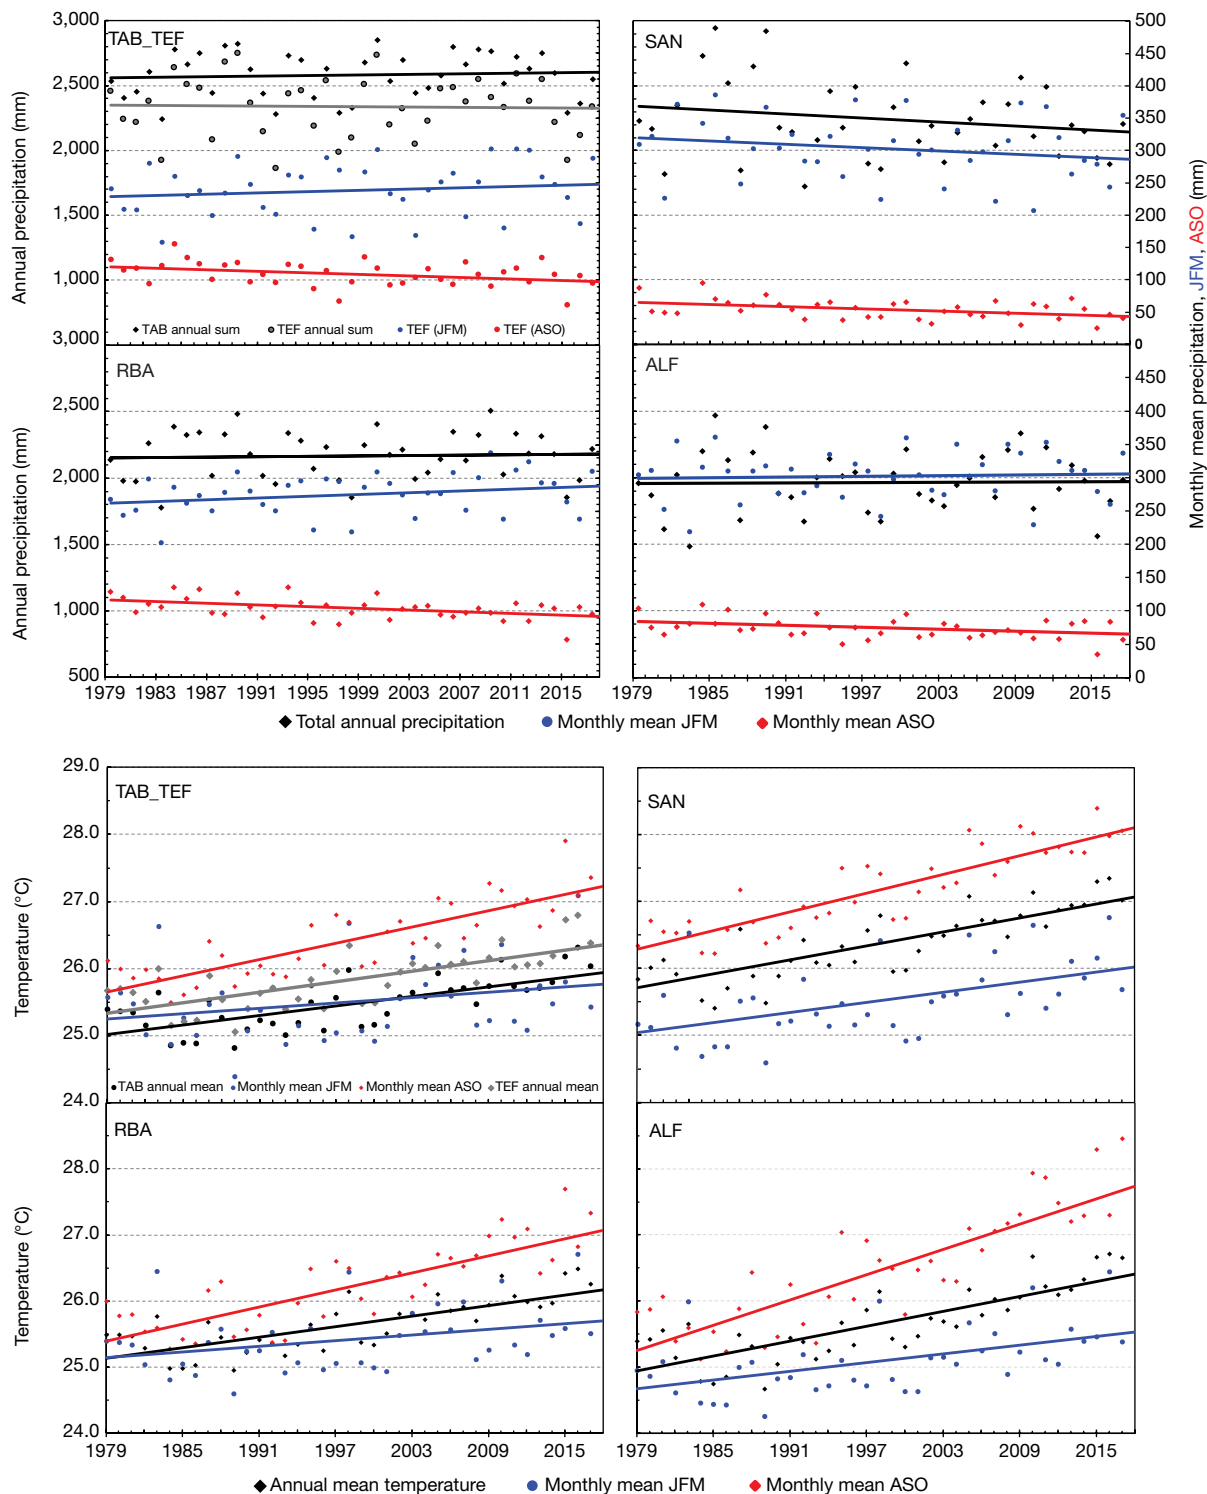 3,000
2,500
2,000
1,500
1,000
3,000
Annual precipitation (mm)
TAB_TEF
TAB annual sum
TEF annual sum
TEF (JFM)
TEF (ASO)
SAN
500
450
400
350
300
250
200
150
100
50
0
Monthly mean precipitation, JFM, ASO (mm)
RBA
2,500
2,000
1,500
1,000
500
Annual precipitation (mm)
1979 1983 1987 1991 1995 1999 2003 2007 2011 2015
ALF
400
350
300
250
200
150
100
50
0
1979 1985 1991 1997 2003 2009 2015
Total annual precipitation
Monthly mean JFM
Monthly mean ASO
29.0
28.0
27.0
26.0
25.0
24.0
Temperature (°C)
TAB_TEF
TAB annual mean
Monthly mean JFM
Monthly mean ASO
TEF annual mean
SAN
RBA
28.0
27.0
26.0
25.0
24.0
Temperature (°C)
1979 1985 1991 1997 2003 2009 2015
ALF
1979 1985 1991 1997 2003 2009 2015
Annual mean temperature
Monthly mean JFM
Monthly mean ASO